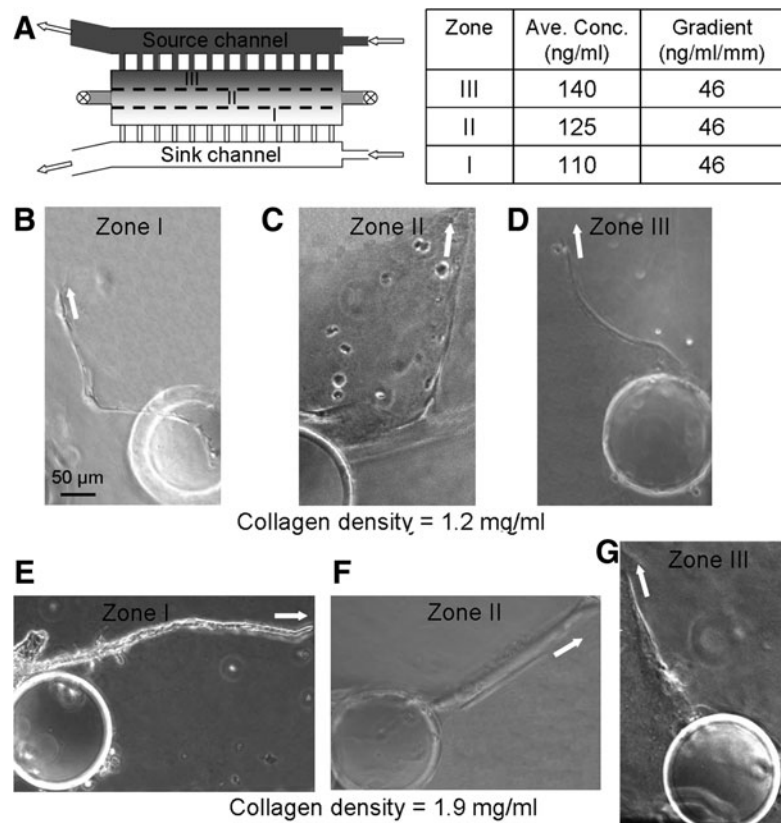 A
Source channel
III
II
I
Sink channel
Zone Ave. Conc. (ng/ml) Gradient (ng/ml/mm)
III 140 46
II 125 46
I 110 46
B Zone I
C Zone II
D Zone III
50 µm
Collagen density = 1.2 mg/ml
E Zone I
F Zone II
G Zone III
Collagen density = 1.9 mg/ml